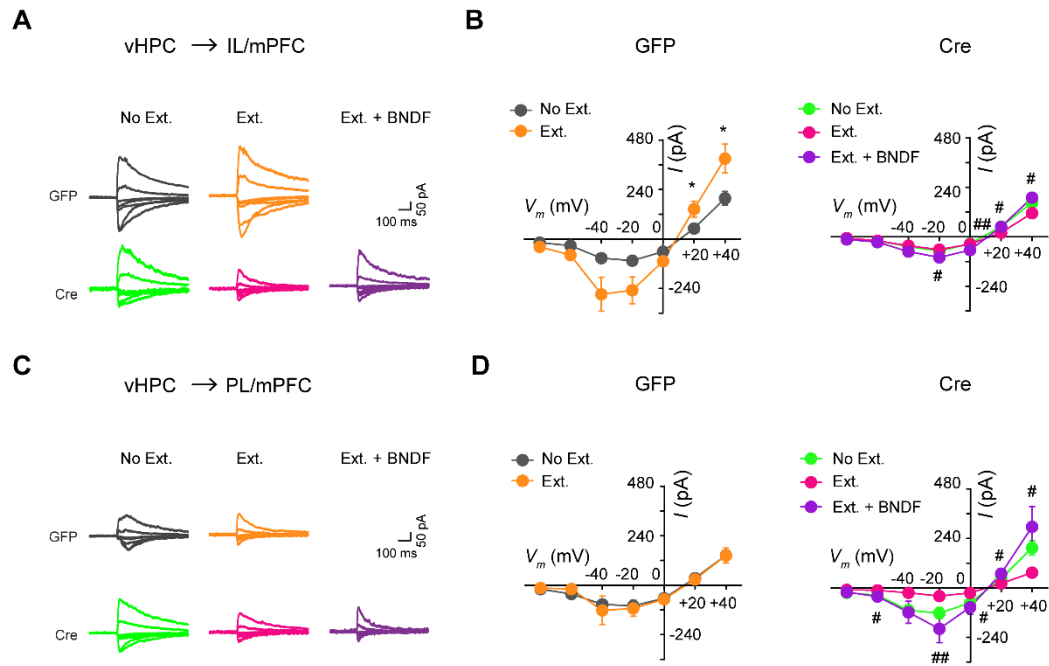 A
vHPC → IL/mPFC
No Ext. Ext. Ext. + BNDF
GFP
100 ms
50 pA
Cre
B
GFP
No Ext.
Ext.
480
I (pA)
240
Vm (mV)
-40 -20 0
+20 +40
-240
* *
Cre
No Ext.
Ext.
Ext. + BNDF
480
I (pA)
240
Vm (mV)
-40 -20 0
+20 +40
-240
# ## # #
C
vHPC → PL/mPFC
No Ext. Ext. Ext. + BNDF
GFP
100 ms
50 pA
Cre
D
GFP
No Ext.
Ext.
480
I (pA)
240
Vm (mV)
-40 -20 0
+20 +40
-240
Cre
No Ext.
Ext.
Ext. + BNDF
480
I (pA)
240
Vm (mV)
-40 -20 0
+20 +40
-240
# ## # # #